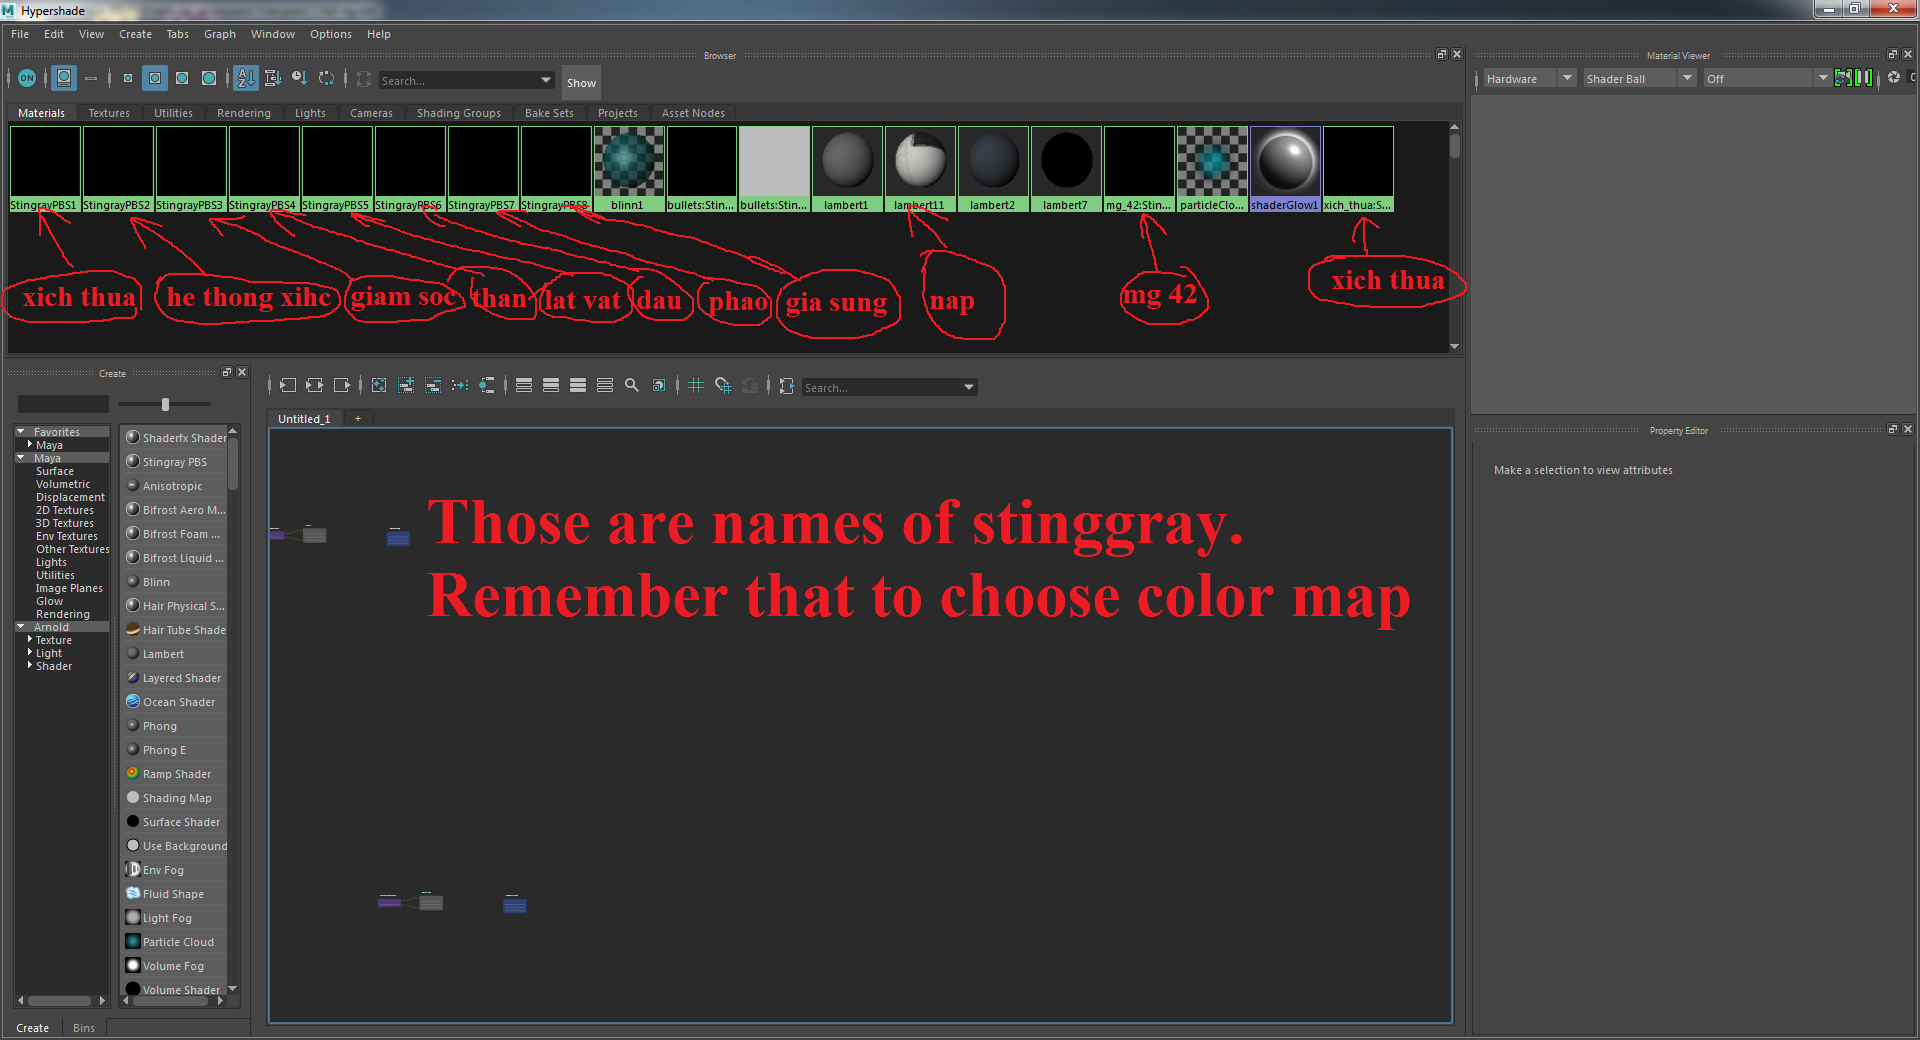 Hypershade
File Edit View Create Tabs Graph Window Options Help
Browser
Material Viewer
ON
Search...
Show
Hardware
Shader Ball
Off
Materials Textures Utilities Rendering Lights Cameras Shading Groups Bake Sets Projects Asset Nodes
StingrayPBS1 StingrayPBS2 StingrayPBS3 StingrayPBS4 StingrayPBS5 StingrayPBS6 StingrayPBS7 StingrayPBS8 blinn1 bullets:Stin... bullets:Stin... lambert1 lambert11 lambert2 lambert7 mg_42:Stin... particleClo... shaderGlow1 xich_thua:S...
xich thua
he thong xihc
giam soc
than
lat vat
dau
phao
gia sung
nap
mg 42
xich thua
Create
Search...
Untitled_1 +
Property Editor
Make a selection to view attributes
Favorites
Maya
Maya
Surface
Volumetric
Displacement
2D Textures
3D Textures
Env Textures
Other Textures
Lights
Utilities
Image Planes
Glow
Rendering
Arnold
Texture
Light
Shader
Shaderfx Shader
Stingray PBS
Anisotropic
Bifrost Aero M...
Bifrost Foam ...
Bifrost Liquid ...
Blinn
Hair Physical S...
Hair Tube Shade
Lambert
Layered Shader
Ocean Shader
Phong
Phong E
Ramp Shader
Shading Map
Surface Shader
Use Background
Env Fog
Fluid Shape
Light Fog
Particle Cloud
Volume Fog
Volume Shader
Those are names of stinggray.
Remember that to choose color map
Create Bins